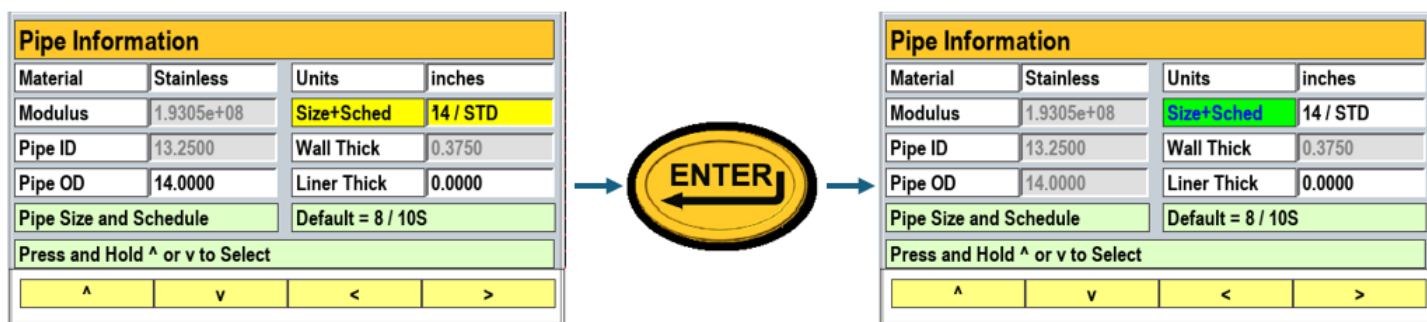 Pipe Information
Material Stainless Units inches
Modulus 1.9305e+08 Size+Sched 14 / STD
Pipe ID 13.2500 Wall Thick 0.3750
Pipe OD 14.0000 Liner Thick 0.0000
Pipe Size and Schedule Default = 8 / 10S
Press and Hold ^ or v to Select
^ v < >
ENTER
Pipe Information
Material Stainless Units inches
Modulus 1.9305e+08 Size+Sched 14 / STD
Pipe ID 13.2500 Wall Thick 0.3750
Pipe OD 14.0000 Liner Thick 0.0000
Pipe Size and Schedule Default = 8 / 10S
Press and Hold ^ or v to Select
^ v < >